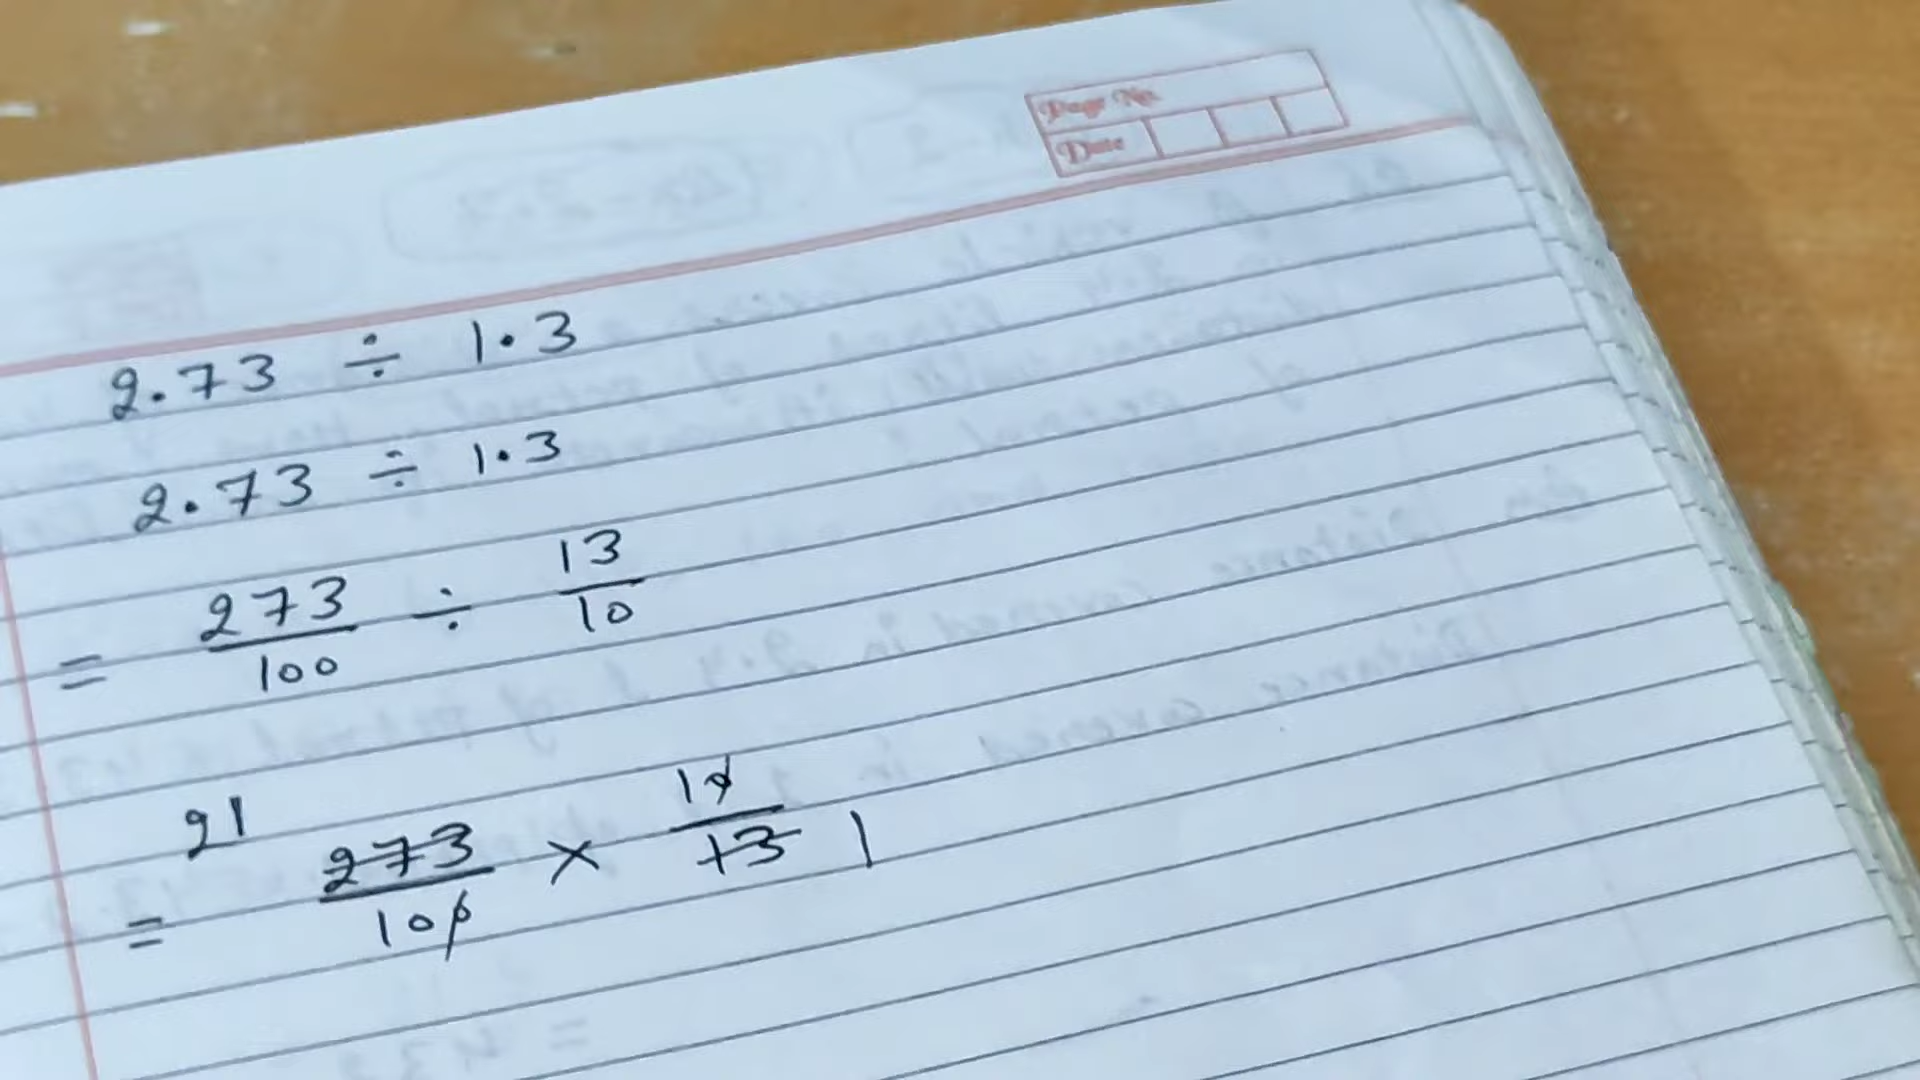 Page No.
Date
2.73 ÷ 1.3
2.73 ÷ 1.3
= 273/100 ÷ 13/10
21 1
= 273/100 × 10/13